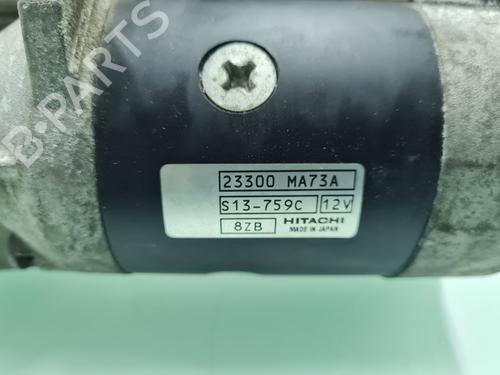 B-PARTS
23300 MA73A
S13-759C 12V
8ZB HITACHI
MADE IN JAPAN